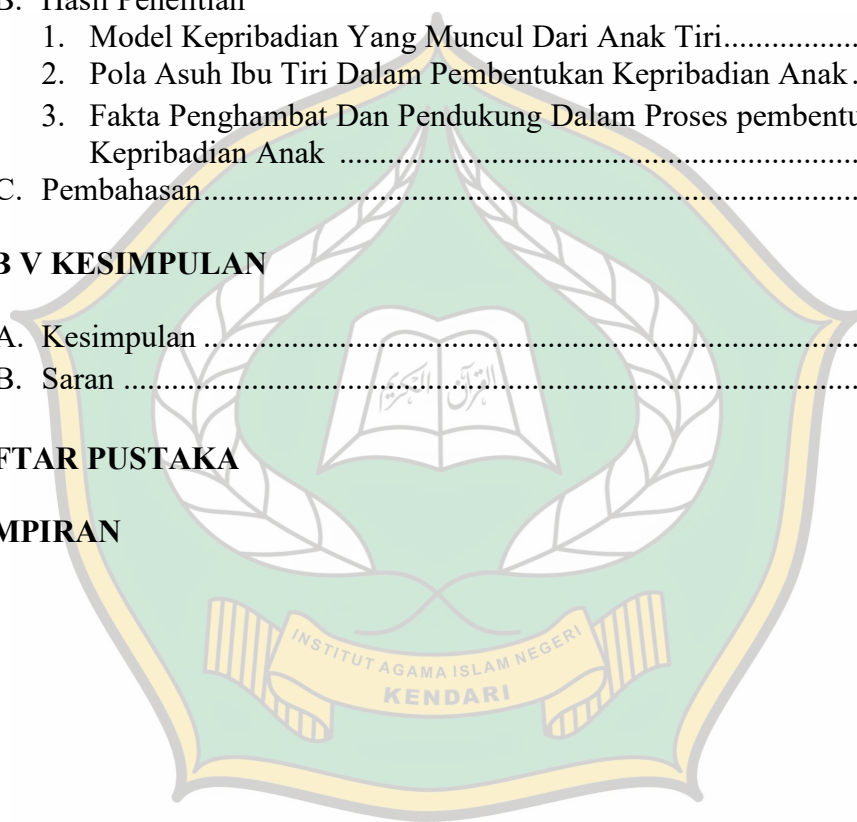 B. Hasil Penelitian
1. Model Kepribadian Yang Muncul Dari Anak Tiri..................
2. Pola Asuh Ibu Tiri Dalam Pembentukan Kepribadian Anak..
3. Fakta Penghambat Dan Pendukung Dalam Proses pembentu
Kepribadian Anak ..............................................................
C. Pembahasan...............................................................................
B V KESIMPULAN
A. Kesimpulan ...............................................................................
B. Saran .........................................................................................
القرآن الكريم
FTAR PUSTAKA
MPIRAN
INSTITUT AGAMA ISLAM NEGERI
KENDARI